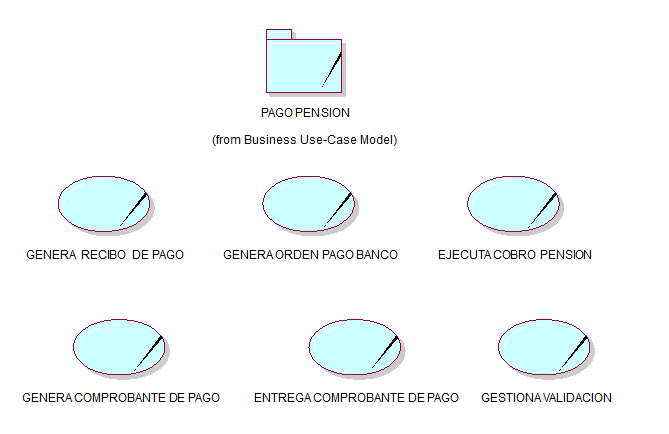 PAGO PENSION
(from Business Use-Case Model)
GENERA RECIBO DE PAGO
GENERA ORDEN PAGO BANCO
EJECUTA COBRO PENSION
GENERA COMPROBANTE DE PAGO
ENTREGA COMPROBANTE DE PAGO
GESTIONA VALIDACION